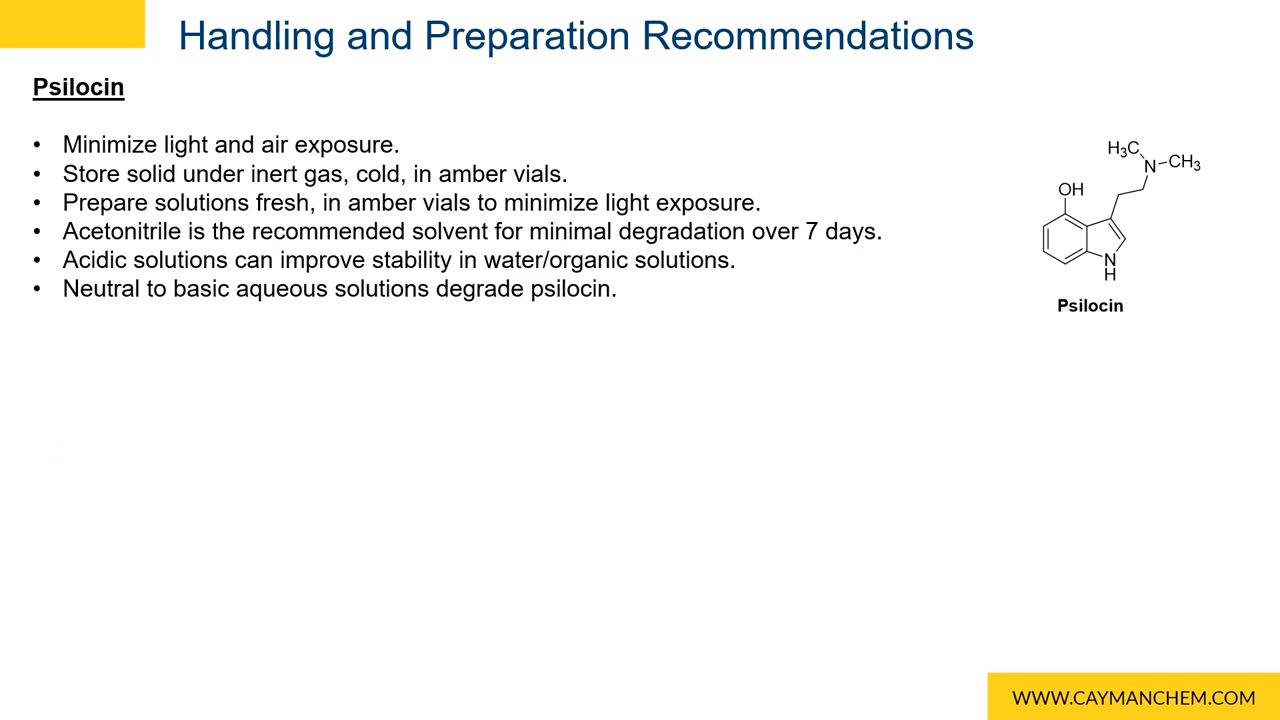 Handling and Preparation Recommendations
Psilocin
• Minimize light and air exposure.
• Store solid under inert gas, cold, in amber vials.
• Prepare solutions fresh, in amber vials to minimize light exposure.
• Acetonitrile is the recommended solvent for minimal degradation over 7 days.
• Acidic solutions can improve stability in water/organic solutions.
• Neutral to basic aqueous solutions degrade psilocin.
H₃C
N
CH₃
OH
N
H
Psilocin
WWW.CAYMANCHEM.COM